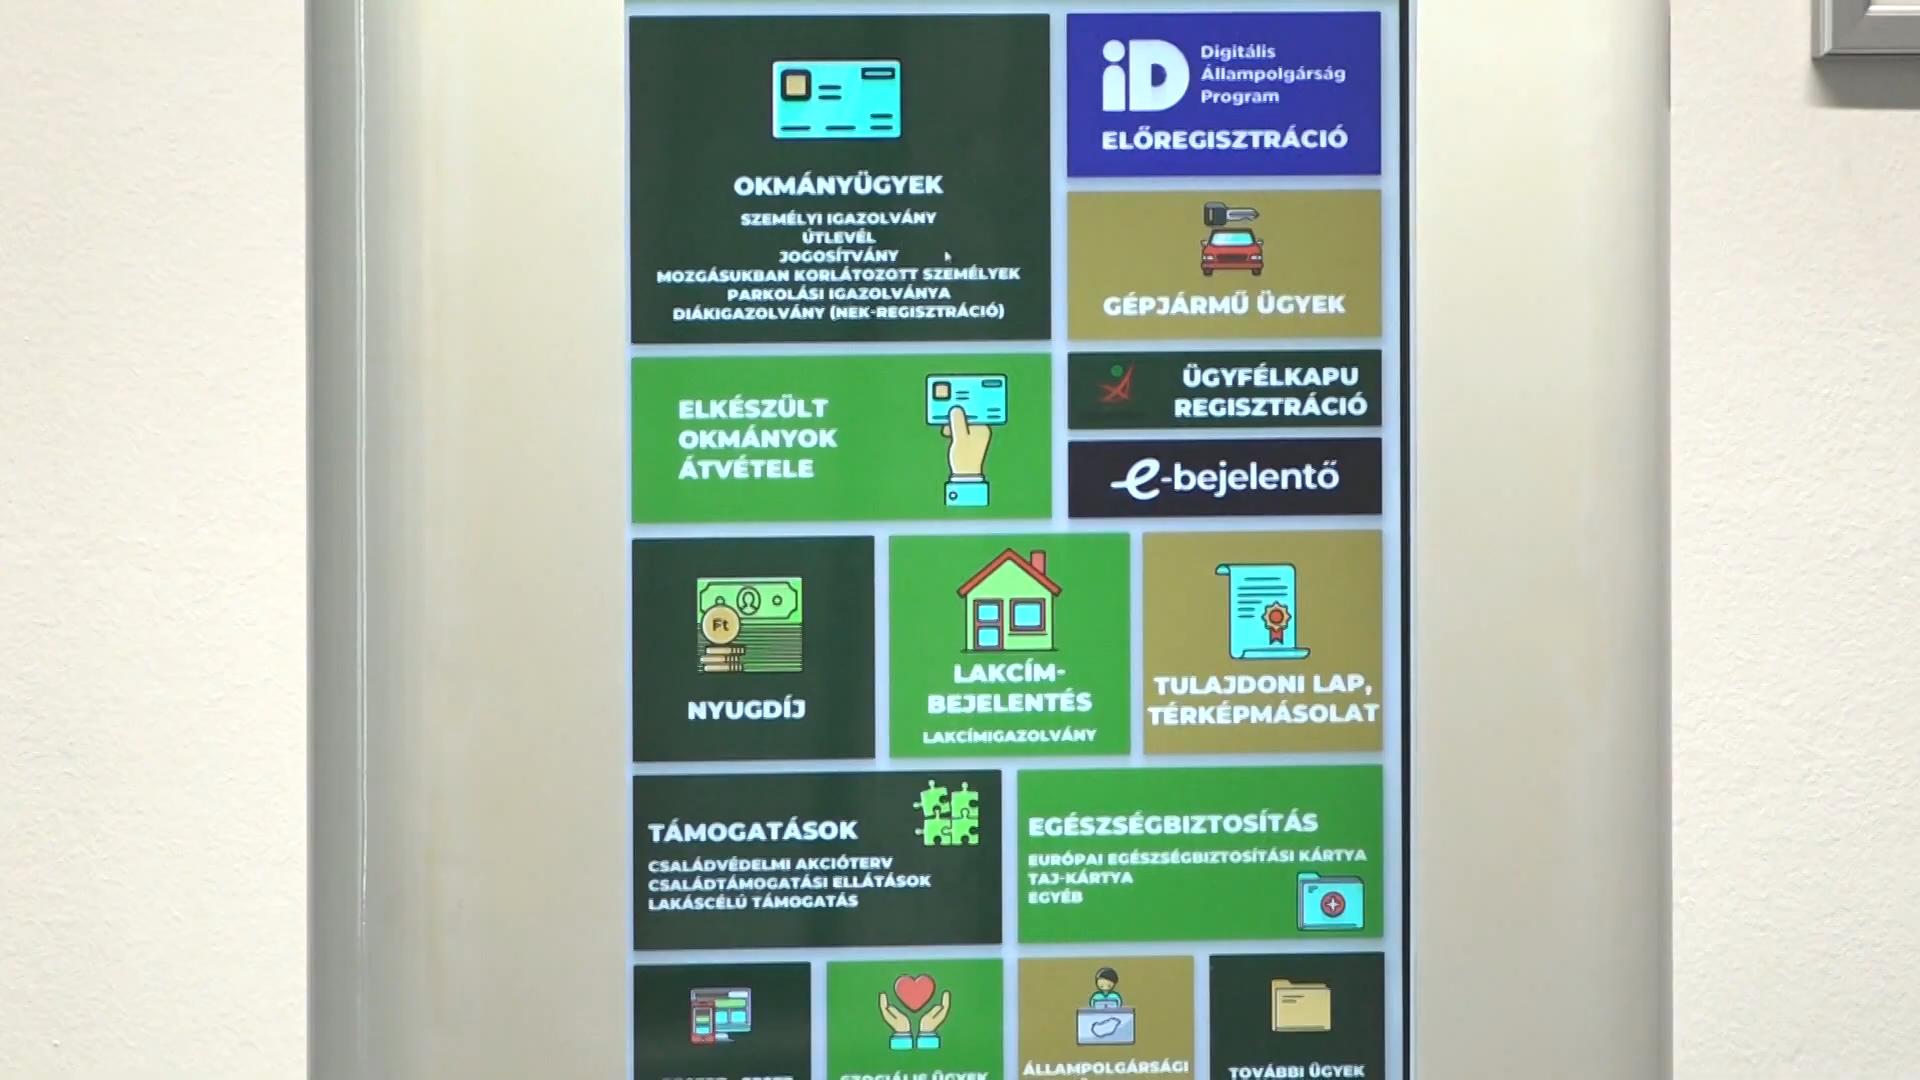 OKMÁNYÜGYEK
SZEMÉLYI IGAZOLVÁNY
ÚTLEVÉL
JOGOSÍTVÁNY
MOZGÁSUKBAN KORLÁTOZOTT SZEMÉLYEK
PARKOLÁSI IGAZOLVÁNYA
DIÁKIGAZOLVÁNY (NEK-REGISZTRÁCIÓ)
iD
Digitális
Állampolgárság
Program
ELŐREGISZTRÁCIÓ
GÉPJÁRMŰ ÜGYEK
ELKÉSZÜLT
OKMÁNYOK
ÁTVÉTELE
ÜGYFÉLKAPU
REGISZTRÁCIÓ
e-bejelentő
Ft
NYUGDÍJ
LAKCÍM-
BEJELENTÉS
LAKCÍMIGAZOLVÁNY
TULAJDONI LAP,
TÉRKÉPMÁSOLAT
TÁMOGATÁSOK
CSALÁDVÉDELMI AKCIÓTERV
CSALÁDTÁMOGATÁSI ELLÁTÁSOK
LAKÁSCÉLÚ TÁMOGATÁS
EGÉSZSÉGBIZTOSÍTÁS
EURÓPAI EGÉSZSÉGBIZTOSÍTÁSI KÁRTYA
TAJ-KÁRTYA
EGYÉB
SZOCIÁLIS ÜGYEK
ÁLLAMPOLGÁRSÁGI
TOVÁBBI ÜGYEK